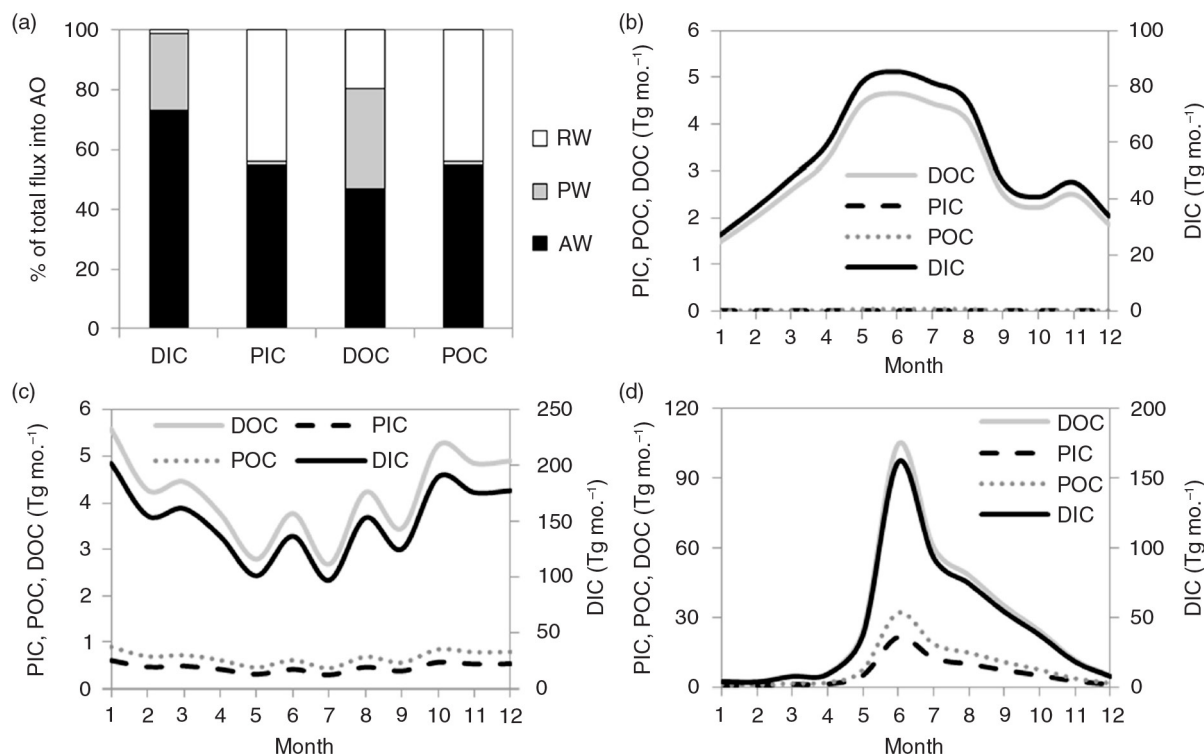 (a)
% of total flux into AO
100
80
60
40
20
0
DIC PIC DOC POC
RW
PW
AW
(b)
PIC, POC, DOC (Tg mo.⁻¹)
6
5
4
3
2
1
0
DOC
PIC
POC
DIC
100
80
60
40
20
0
DIC (Tg mo.⁻¹)
1 2 3 4 5 6 7 8 9 10 11 12
Month
(c)
PIC, POC, DOC (Tg mo.⁻¹)
6
5
4
3
2
1
0
DOC PIC
POC DIC
250
200
150
100
50
0
DIC (Tg mo.⁻¹)
1 2 3 4 5 6 7 8 9 10 11 12
Month
(d)
PIC, POC, DOC (Tg mo.⁻¹)
120
90
60
30
0
DOC
PIC
POC
DIC
200
150
100
50
0
DIC (Tg mo.⁻¹)
1 2 3 4 5 6 7 8 9 10 11 12
Month